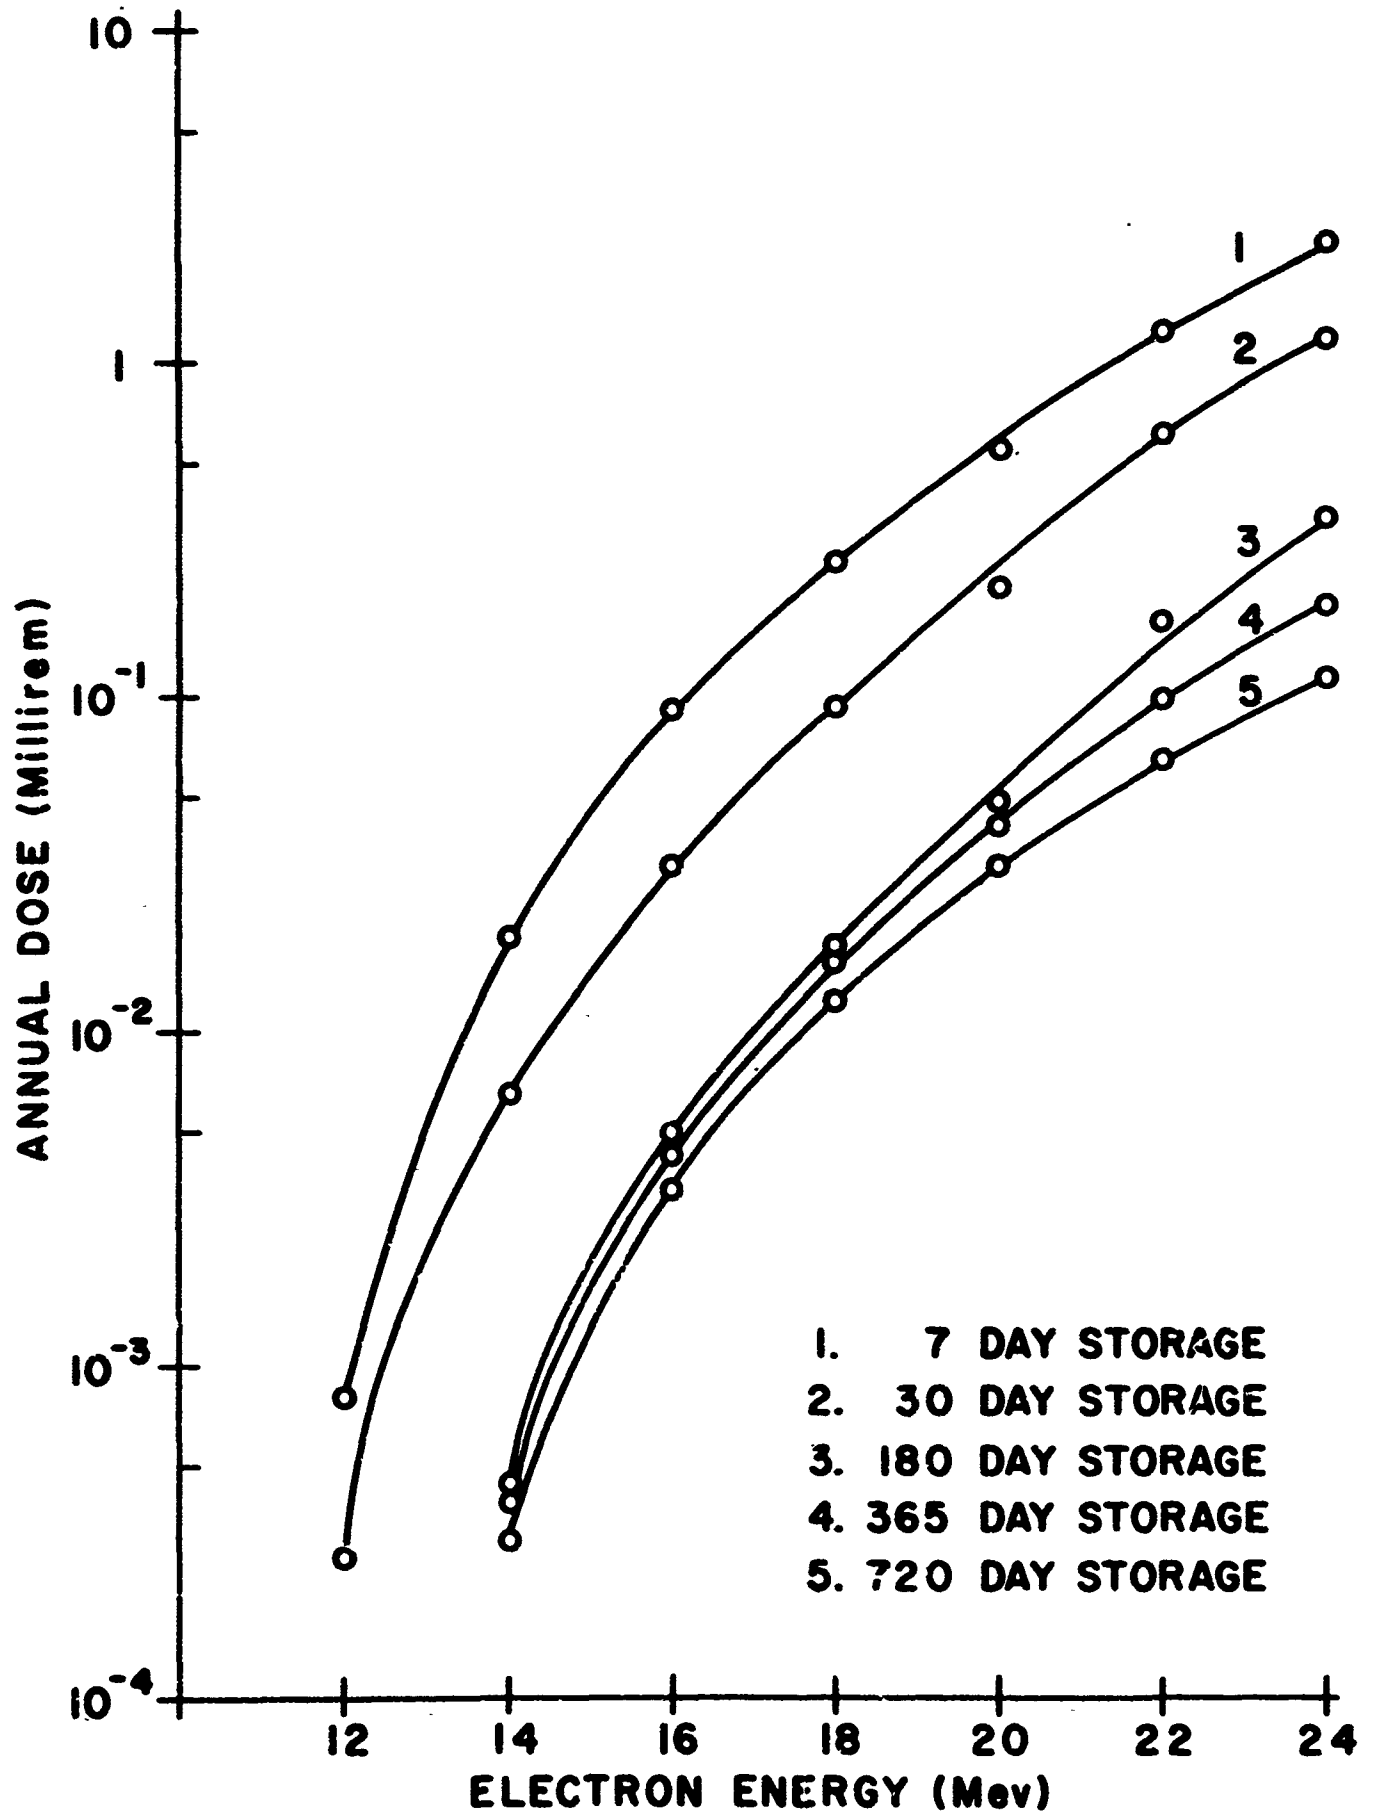 10
1
10⁻¹
10⁻²
10⁻³
10⁻⁴
ANNUAL DOSE (Millirem)
1
2
3
4
5
1. 7 DAY STORAGE
2. 30 DAY STORAGE
3. 180 DAY STORAGE
4. 365 DAY STORAGE
5. 720 DAY STORAGE
12 14 16 18 20 22 24
ELECTRON ENERGY (Mev)